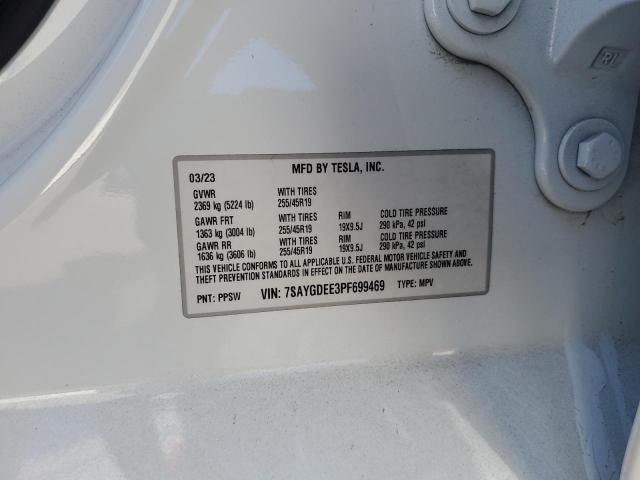 RL
MFD BY TESLA, INC.
03/23
GVWR WITH TIRES
2369 kg (5224 lb) 255/45R19
GAWR FRT WITH TIRES RIM COLD TIRE PRESSURE
1363 kg (3004 lb) 255/45R19 19X9.5J 290 kPa, 42 psi
GAWR RR WITH TIRES RIM COLD TIRE PRESSURE
1636 kg (3606 lb) 255/45R19 19X9.5J 290 kPa, 42 psi
THIS VEHICLE CONFORMS TO ALL APPLICABLE U.S. FEDERAL MOTOR VEHICLE SAFETY AND
THEFT PREVENTION STANDARDS IN EFFECT ON THE DATE OF MANUFACTURE SHOWN ABOVE.
PNT: PPSW VIN: 7SAYGDEE3PF699469 TYPE: MPV